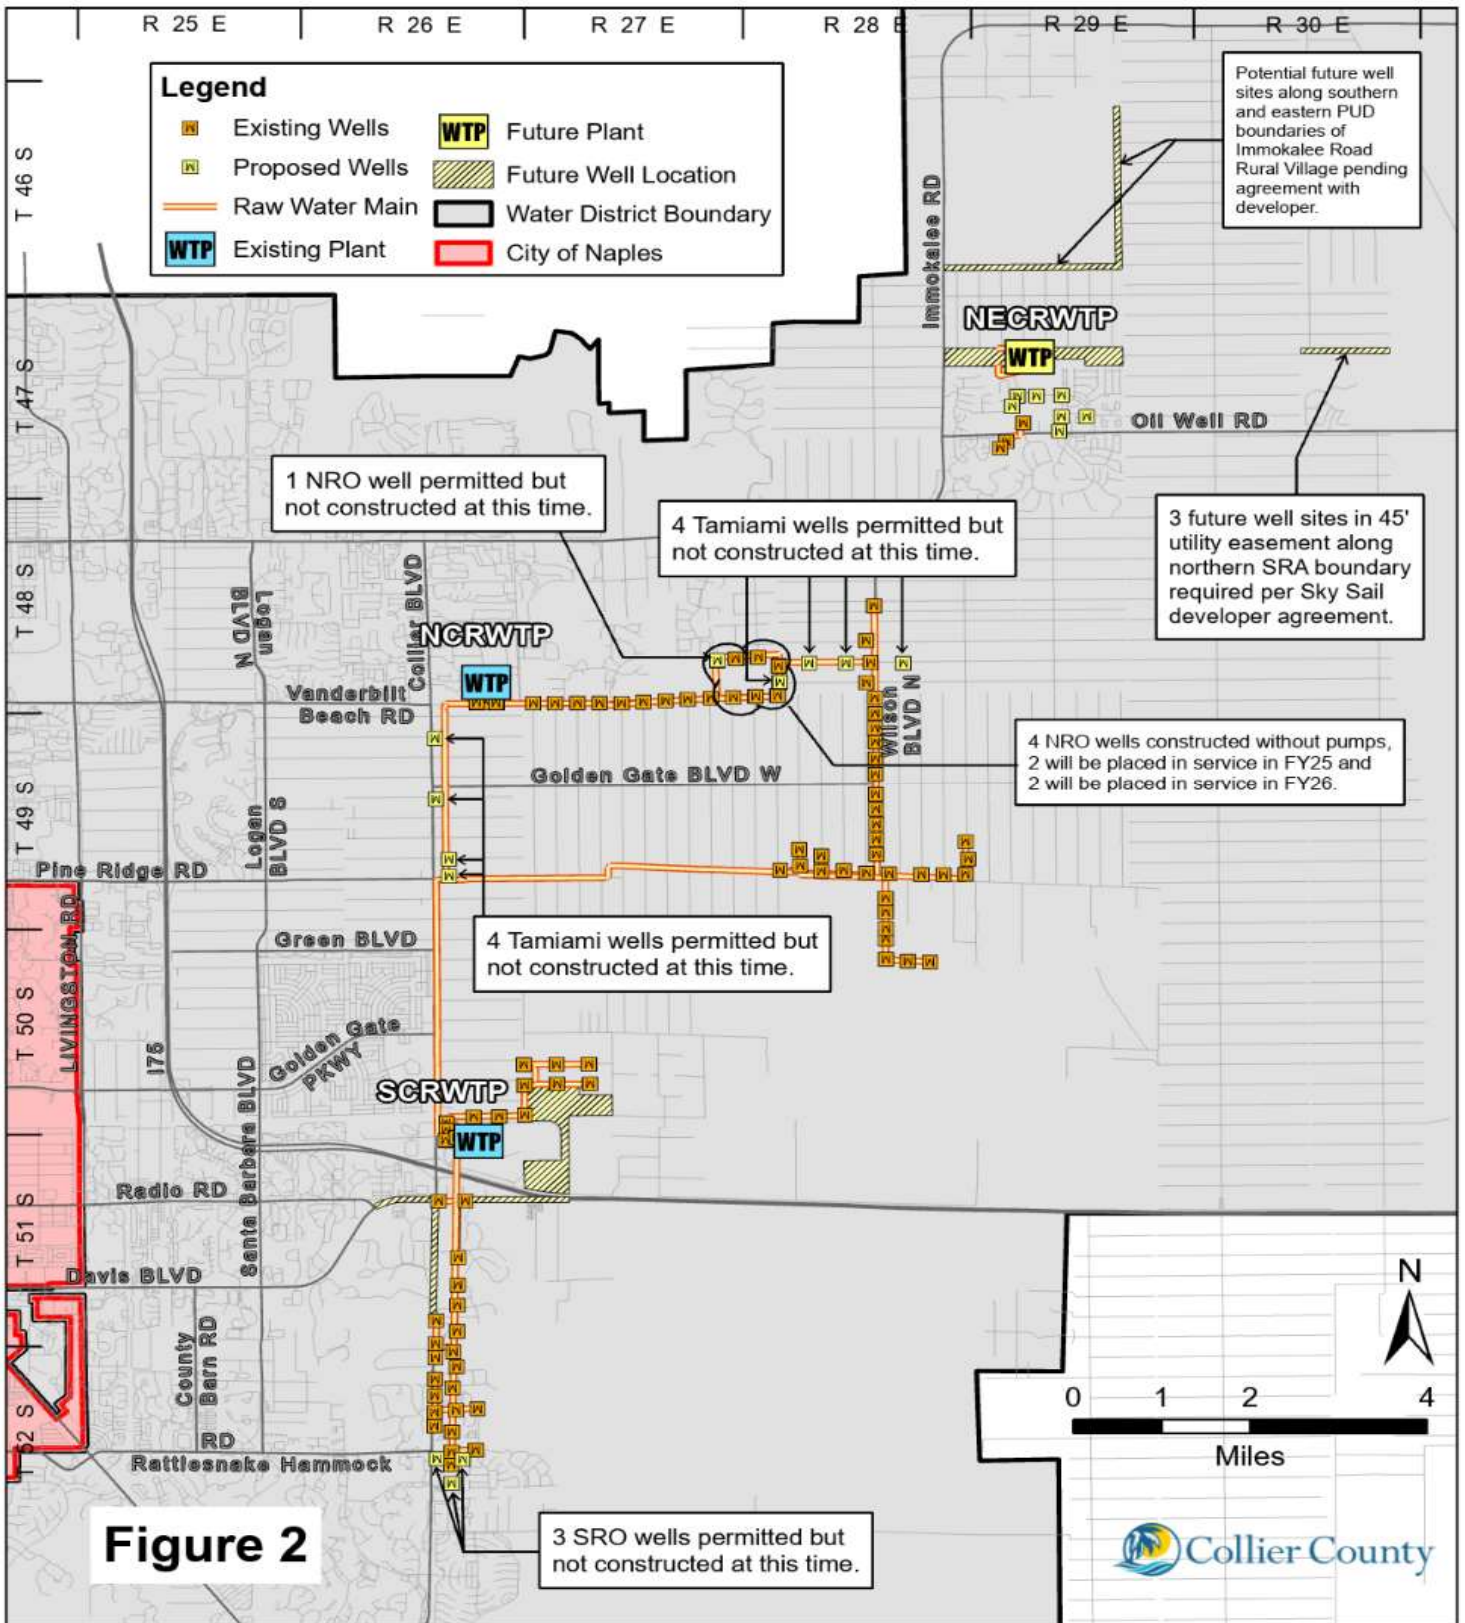 R 25 E
R 26 E
R 27 E
R 28 E
R 29 E
R 30 E
Legend
Existing Wells
Proposed Wells
Raw Water Main
WTP
Existing Plant
WTP
Future Plant
Future Well Location
Water District Boundary
City of Naples
Potential future well
sites along southern
and eastern PUD
boundaries of
Immokalee Road
Rural Village pending
agreement with
developer.
T 46 S
T 47 S
T 48 S
T 49 S
T 50 S
T 51 S
T 52 S
Immokalee RD
NECRWTP
WTP
Oil Well RD
1 NRO well permitted but
not constructed at this time.
4 Tamiami wells permitted but
not constructed at this time.
3 future well sites in 45'
utility easement along
northern SRA boundary
required per Sky Sail
developer agreement.
Logan
BLVD N
Collier BLVD
NCRWTP
WTP
Vanderbilt
Beach RD
Wilson
BLVD N
4 NRO wells constructed without pumps,
2 will be placed in service in FY25 and
2 will be placed in service in FY26.
Golden Gate BLVD W
Logan
BLVD S
Pine Ridge RD
LIVINGSTON RD
Green BLVD
4 Tamiami wells permitted but
not constructed at this time.
I75
Golden Gate
PKWY
SCRWTP
WTP
Santa Barbara BLVD
Radio RD
Davis BLVD
County
Barn RD
RD
Rattlesnake Hammock
N
0 1 2 4
Miles
Figure 2
3 SRO wells permitted but
not constructed at this time.
Collier County